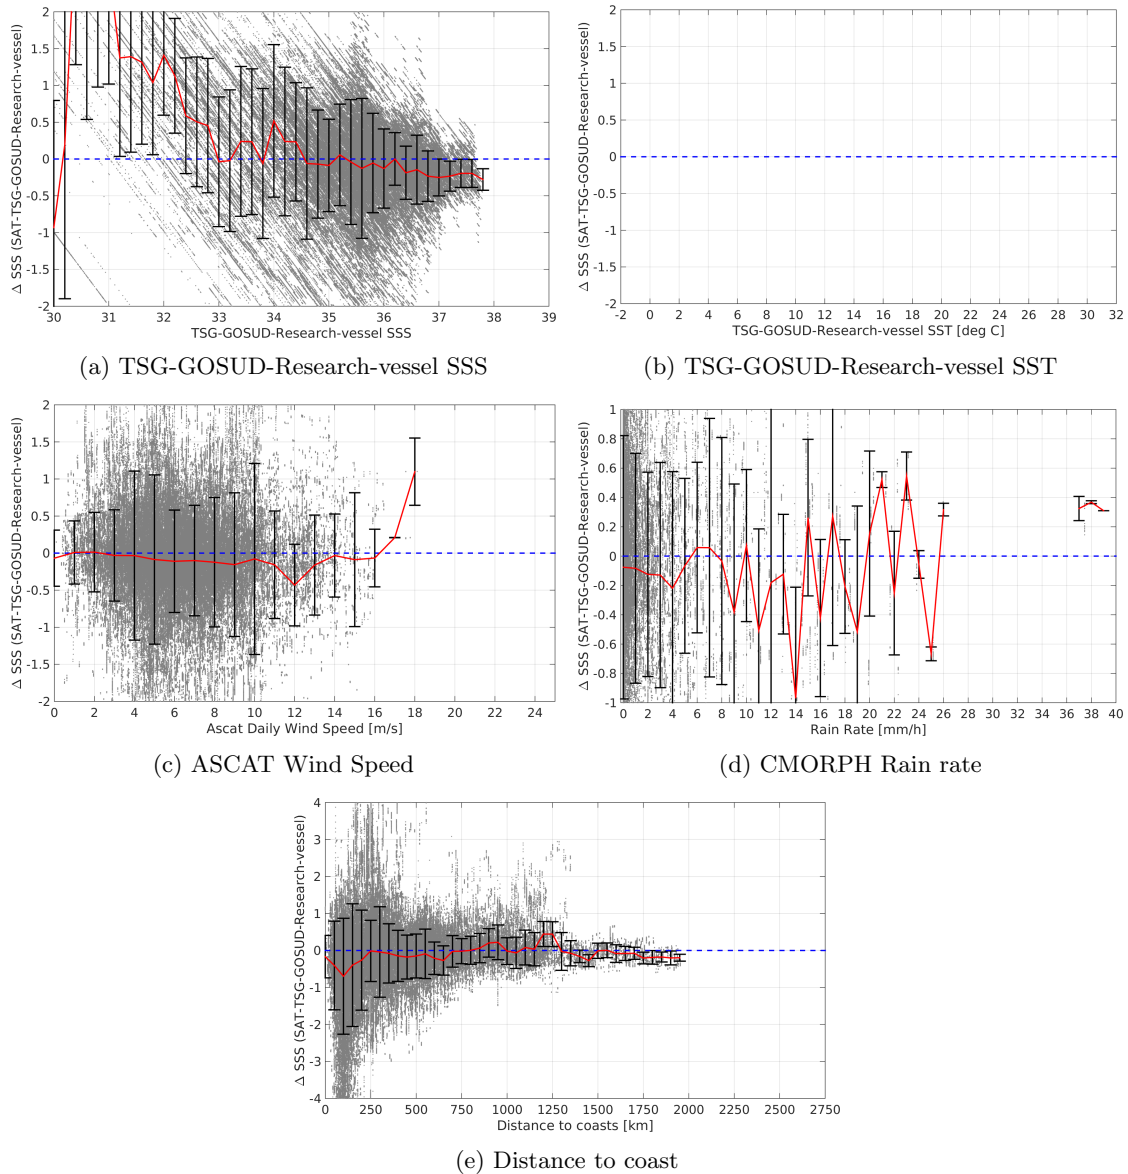 2
1.5
1
0.5
0
-0.5
-1
-1.5
-2
Δ SSS (SAT-TSG-GOSUD-Research-vessel)
30 31 32 33 34 35 36 37 38 39
TSG-GOSUD-Research-vessel SSS
(a) TSG-GOSUD-Research-vessel SSS
2
1.5
1
0.5
0
-0.5
-1
-1.5
-2
Δ SSS (SAT-TSG-GOSUD-Research-vessel)
-2 0 2 4 6 8 10 12 14 16 18 20 22 24 26 28 30 32
TSG-GOSUD-Research-vessel SST [deg C]
(b) TSG-GOSUD-Research-vessel SST
2
1.5
1
0.5
0
-0.5
-1
-1.5
-2
Δ SSS (SAT-TSG-GOSUD-Research-vessel)
0 2 4 6 8 10 12 14 16 18 20 22 24
Ascat Daily Wind Speed [m/s]
(c) ASCAT Wind Speed
1
0.8
0.6
0.4
0.2
0
-0.2
-0.4
-0.6
-0.8
-1
Δ SSS (SAT-TSG-GOSUD-Research-vessel)
0 2 4 6 8 10 12 14 16 18 20 22 24 26 28 30 32 34 36 38 40
Rain Rate [mm/h]
(d) CMORPH Rain rate
4
3
2
1
0
-1
-2
-3
-4
Δ SSS (SAT-TSG-GOSUD-Research-vessel)
0 250 500 750 1000 1250 1500 1750 2000 2250 2500 2750
Distance to coasts [km]
(e) Distance to coast